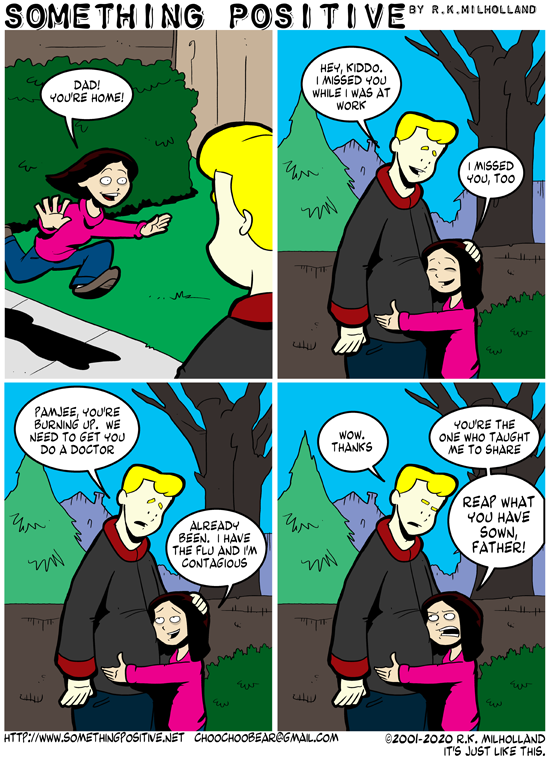 SOMETHING POSITIVE BY R.K.MILHOLLAND
DAD!
YOU'RE HOME!
HEY, KIDDO.
I MISSED YOU
WHILE I WAS AT
WORK
I MISSED
YOU, TOO
PAMJEE, YOU'RE
BURNING UP. WE
NEED TO GET YOU
DO A DOCTOR
ALREADY
BEEN. I HAVE
THE FLU AND I'M
CONTAGIOUS
WOW.
THANKS
YOU'RE THE
ONE WHO TAUGHT
ME TO SHARE
REAP WHAT
YOU HAVE
SOWN,
FATHER!
HTTP://WWW.SOMETHINGPOSITIVE.NET CHOOCHOOBEAR@GMAIL.COM ©2001-2020 R.K. MILHOLLAND
IT'S JUST LIKE THIS.